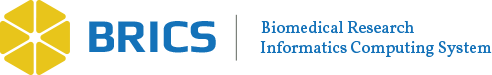 BRICS
Biomedical Research
Informatics Computing System